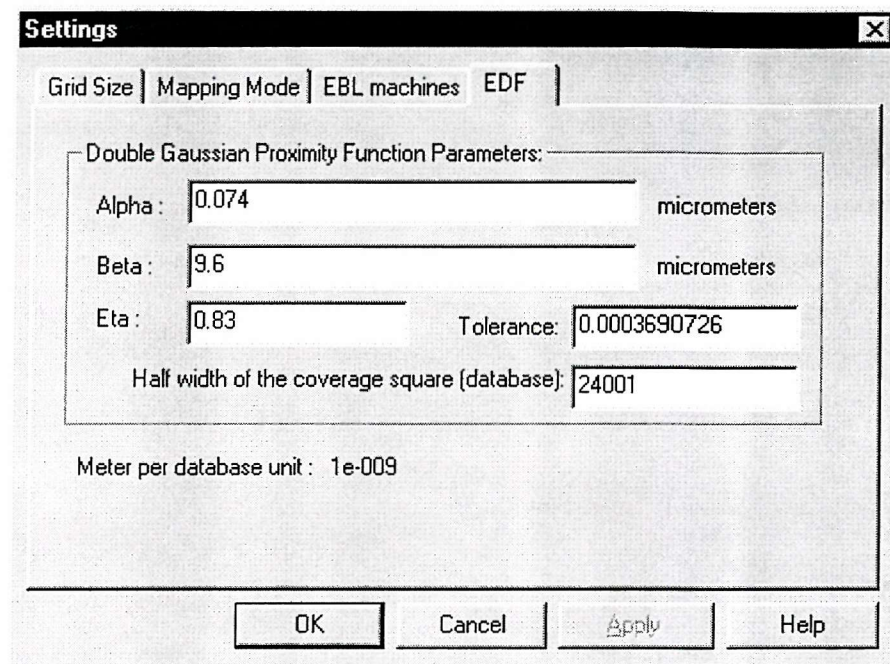 Settings
Grid Size Mapping Mode EBL machines EDF
Double Gaussian Proximity Function Parameters:
Alpha : 0.074 micrometers
Beta : 9.6 micrometers
Eta : 0.83 Tolerance: 0.0003690726
Half width of the coverage square (database): 24001
Meter per database unit : 1e-009
OK Cancel Apply Help